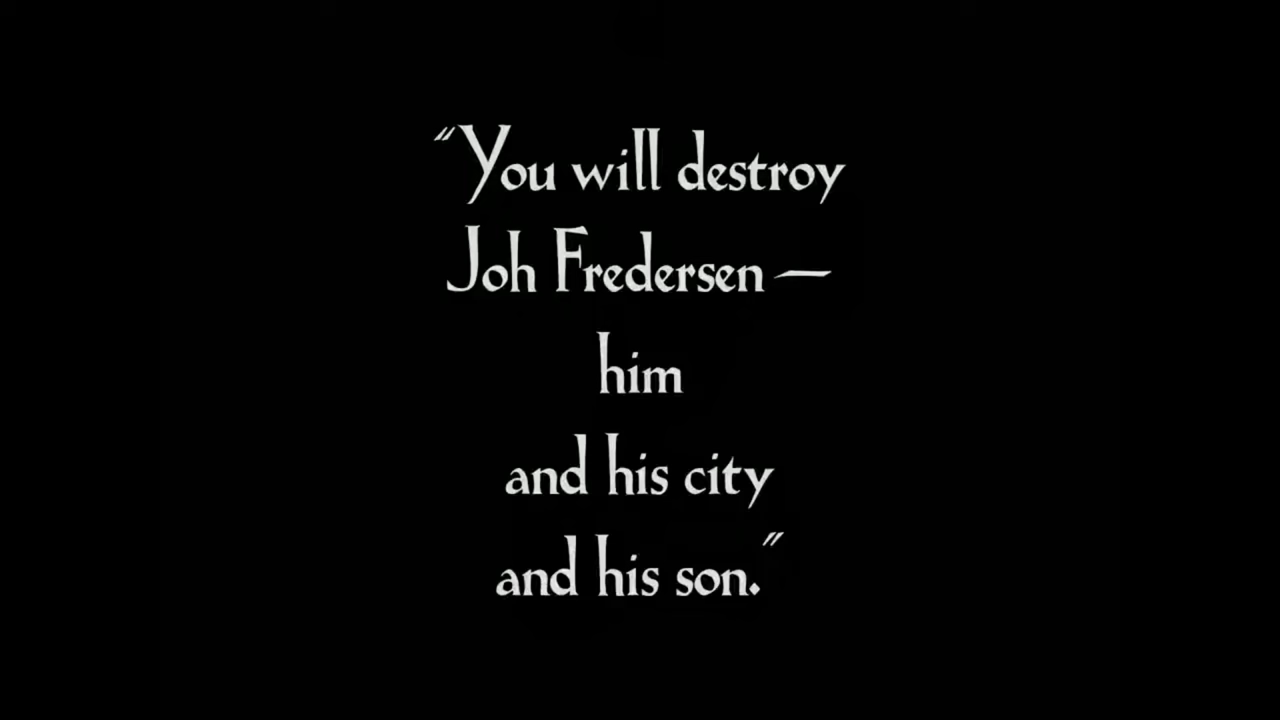 “You will destroy
Joh Fredersen —
him
and his city
and his son.”